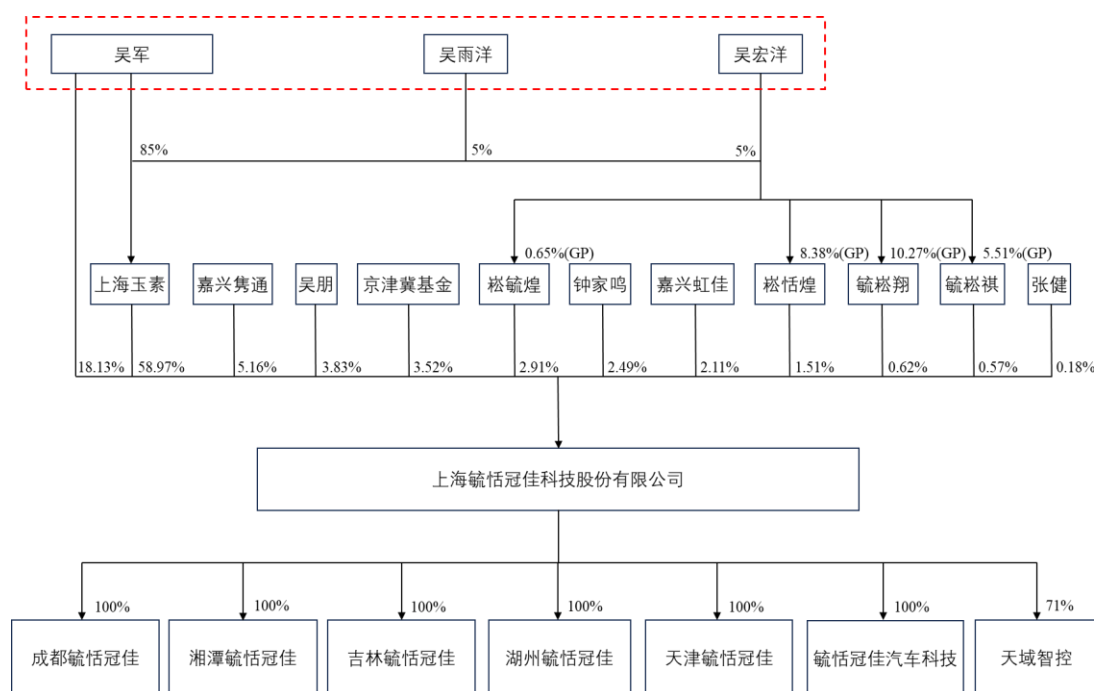 吴军
吴雨洋
吴宏洋
85%
5%
5%
0.65%(GP)
8.38%(GP)
10.27%(GP)
5.51%(GP)
上海玉素
嘉兴隽通
吴朋
京津冀基金
崧毓煌
钟家鸣
嘉兴虹佳
崧恬煌
毓崧翔
毓崧祺
张健
18.13%
58.97%
5.16%
3.83%
3.52%
2.91%
2.49%
2.11%
1.51%
0.62%
0.57%
0.18%
上海毓恬冠佳科技股份有限公司
100%
100%
100%
100%
100%
100%
71%
成都毓恬冠佳
湘潭毓恬冠佳
吉林毓恬冠佳
湖州毓恬冠佳
天津毓恬冠佳
毓恬冠佳汽车科技
天域智控